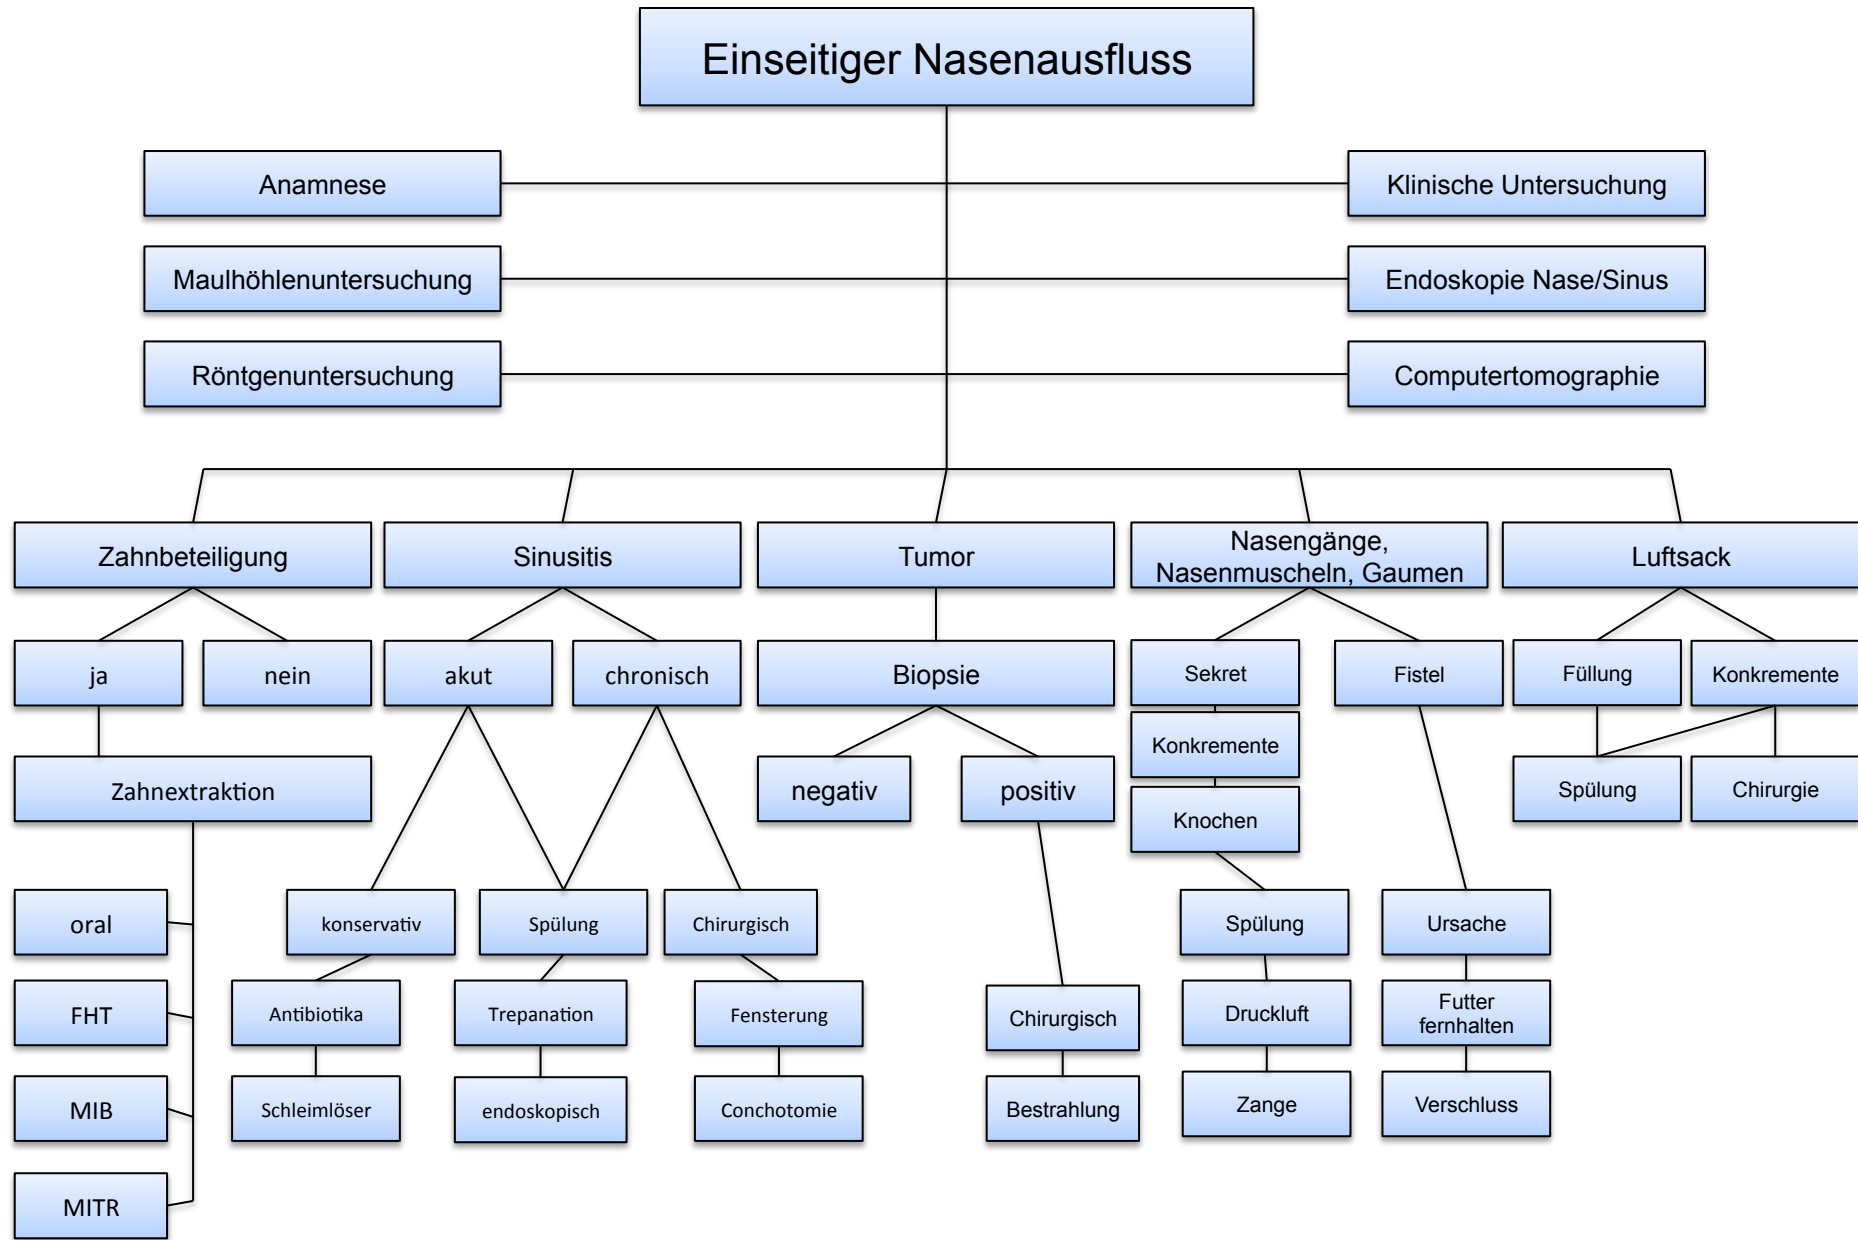 Einseitiger Nasenausfluss
Anamnese
Klinische Untersuchung
Maulhöhlenuntersuchung
Endoskopie Nase/Sinus
Röntgenuntersuchung
Computertomographie
Zahnbeteiligung
Sinusitis
Tumor
Nasengänge,
Nasenmuscheln, Gaumen
Luftsack
ja
nein
akut
chronisch
Biopsie
Sekret
Fistel
Füllung
Konkremente
Konkremente
Zahnextraktion
negativ
positiv
Spülung
Chirurgie
Knochen
oral
konservativ
Spülung
Chirurgisch
Spülung
Ursache
FHT
Antibiotika
Trepanation
Fensterung
Chirurgisch
Druckluft
Futter
fernhalten
MIB
Schleimlöser
endoskopisch
Conchotomie
Bestrahlung
Zange
Verschluss
MITR